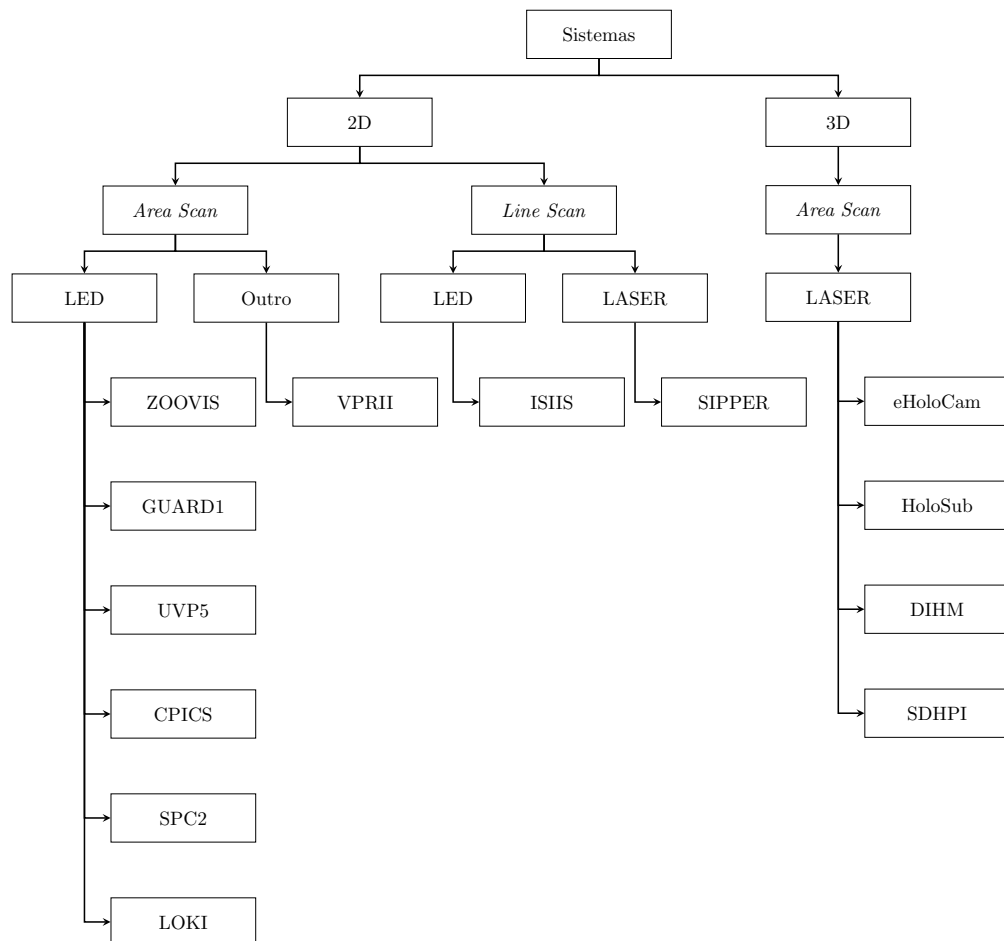 Sistemas
2D
3D
Area Scan
Line Scan
Area Scan
LED
Outro
LED
LASER
LASER
ZOOVIS
VPRII
ISIIS
SIPPER
eHoloCam
GUARD1
HoloSub
UVP5
DIHM
CPICS
SDHPI
SPC2
LOKI